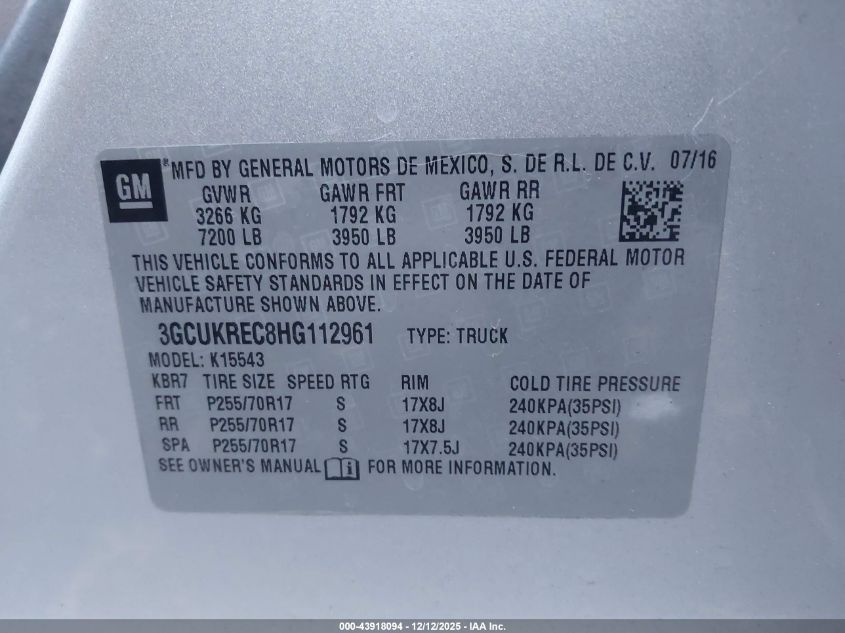 GM
®MFD BY GENERAL MOTORS DE MEXICO, S. DE R.L. DE C.V. 07/16
GVWR GAWR FRT GAWR RR
3266 KG 1792 KG 1792 KG
7200 LB 3950 LB 3950 LB
THIS VEHICLE CONFORMS TO ALL APPLICABLE U.S. FEDERAL MOTOR
VEHICLE SAFETY STANDARDS IN EFFECT ON THE DATE OF
MANUFACTURE SHOWN ABOVE.
3GCUKREC8HG112961 TYPE: TRUCK
MODEL: K15543
KBR7 TIRE SIZE SPEED RTG RIM COLD TIRE PRESSURE
FRT P255/70R17 S 17X8J 240KPA(35PSI)
RR P255/70R17 S 17X8J 240KPA(35PSI)
SPA P255/70R17 S 17X7.5J 240KPA(35PSI)
SEE OWNER'S MANUAL FOR MORE INFORMATION.
000-43918094 - 12/12/2025 - IAA Inc.